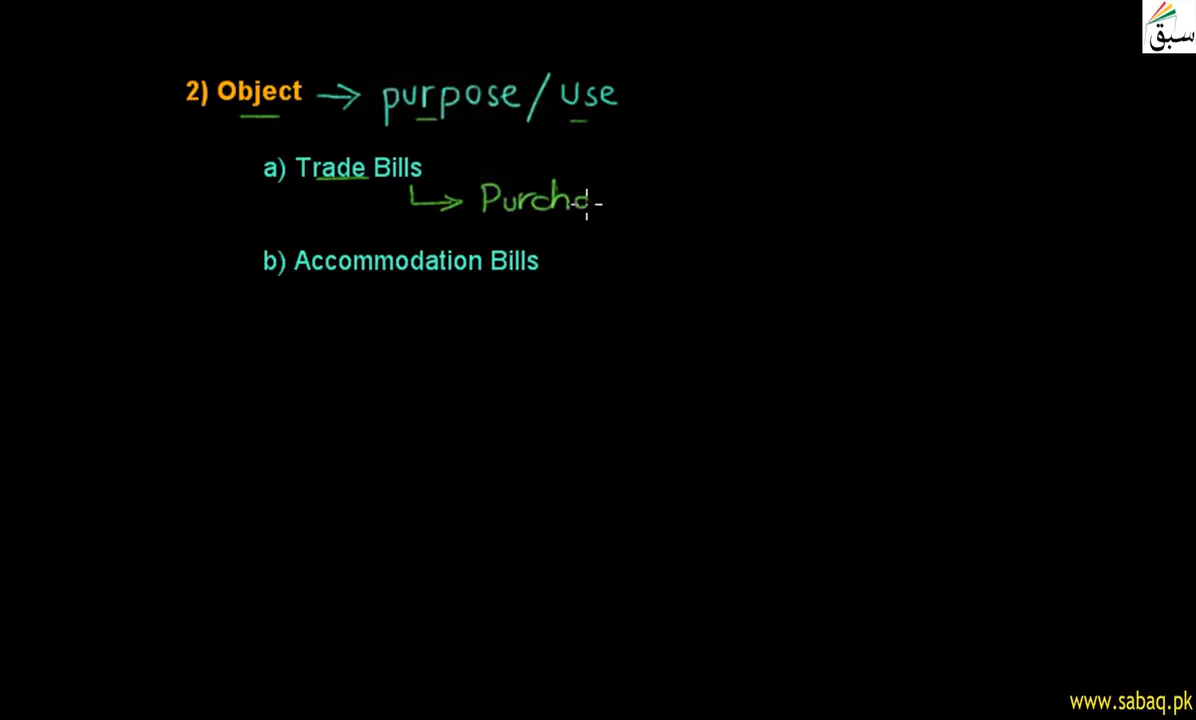 سبق
2) Object → purpose/use
a) Trade Bills
↳ Purcha
b) Accommodation Bills
www.sabaq.pk